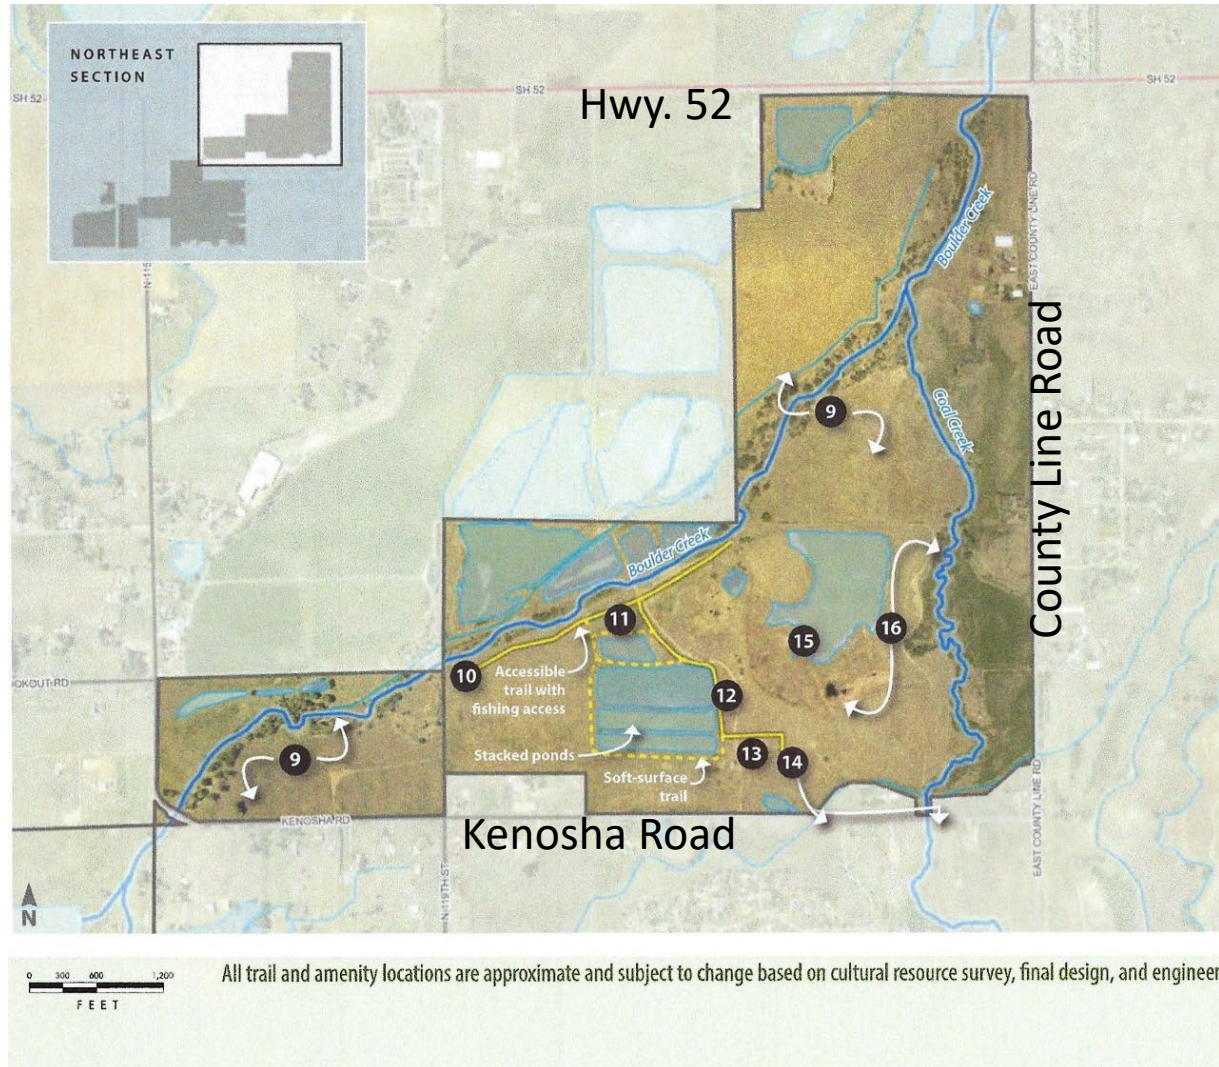 NORTHEAST
SECTION
SH 52
SH 52
SH 52
Hwy. 52
N 115
EAST COUNTY LINE RD
Boulder Creek
County Line Road
9
Coal Creek
Boulder Creek
11
15
16
10
Accessible
trail with
fishing access
12
OOKOUT RD
9
Stacked ponds
13
14
Soft-surface
trail
KENOSHA RD
Kenosha Road
EAST COUNTY LINE RD
N 119TH ST
N
0 300 600 1,200
FEET
All trail and amenity locations are approximate and subject to change based on cultural resource survey, final design, and engineer